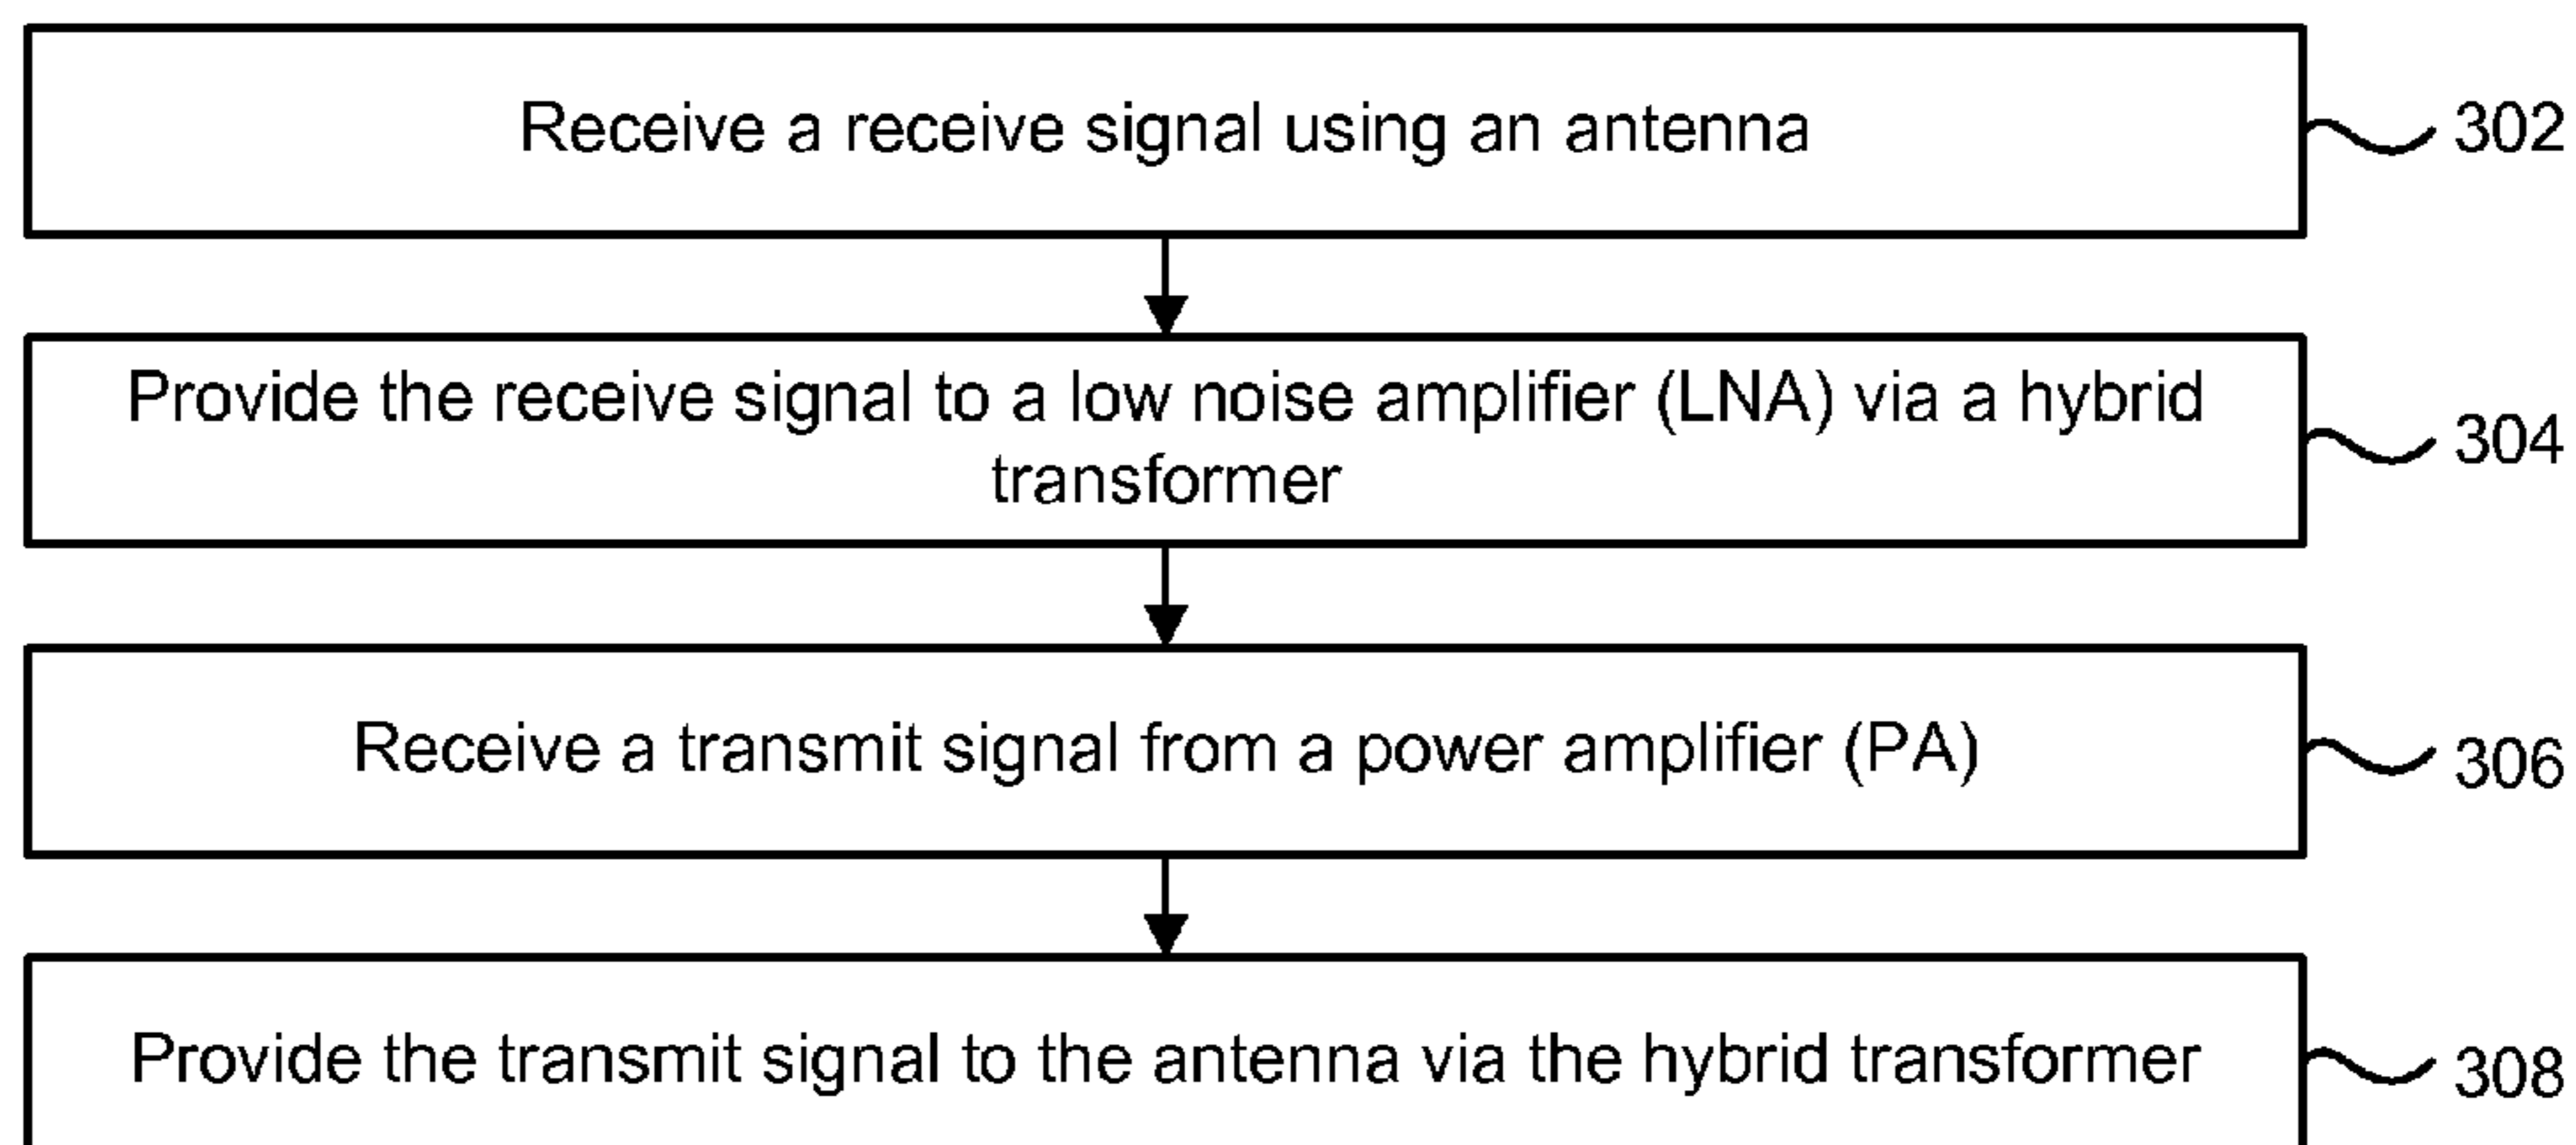 Receive a receive signal using an antenna
302
Provide the receive signal to a low noise amplifier (LNA) via a hybrid
transformer
304
Receive a transmit signal from a power amplifier (PA)
306
Provide the transmit signal to the antenna via the hybrid transformer
308